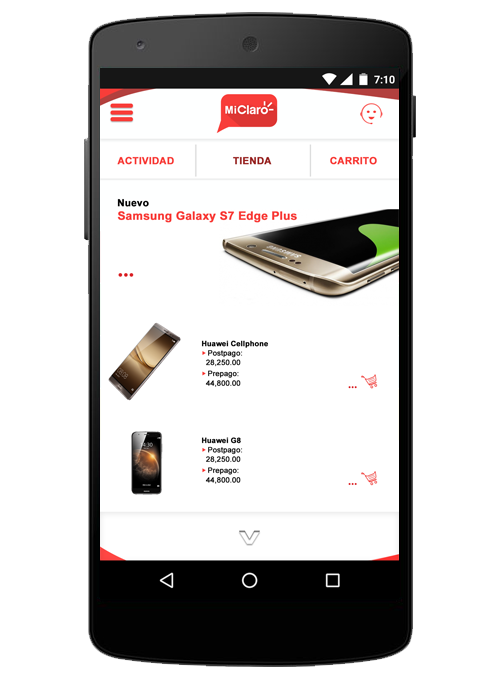 7:10
MiClaro
ACTIVIDAD TIENDA CARRITO
Nuevo
Samsung Galaxy S7 Edge Plus
SAMSUNG
Huawei Cellphone
Postpago:
28,250.00
Prepago:
44,800.00
Huawei G8
Postpago:
28,250.00
Prepago:
44,800.00